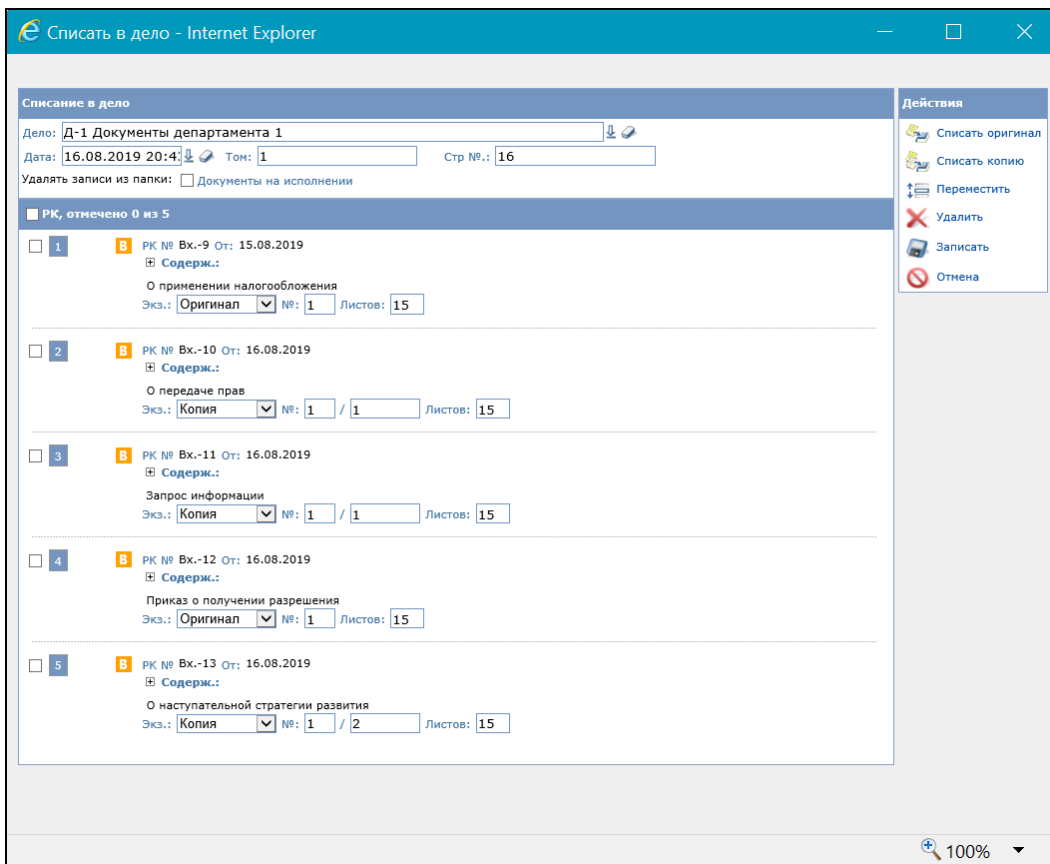 Списать в дело - Internet Explorer
Списание в дело
Дело: Д-1 Документы департамента 1
Дата: 16.08.2019 20:43 Том: 1 Стр №.: 16
Удалять записи из папки: Документы на исполнении
РК, отмечено 0 из 5
1 В РК № Вх.-9 От: 15.08.2019
Содерж.:
О применении налогообложения
Экз.: Оригинал №: 1 Листов: 15
2 В РК № Вх.-10 От: 16.08.2019
Содерж.:
О передаче прав
Экз.: Копия №: 1 / 1 Листов: 15
3 В РК № Вх.-11 От: 16.08.2019
Содерж.:
Запрос информации
Экз.: Копия №: 1 / 1 Листов: 15
4 В РК № Вх.-12 От: 16.08.2019
Содерж.:
Приказ о получении разрешения
Экз.: Оригинал №: 1 Листов: 15
5 В РК № Вх.-13 От: 16.08.2019
Содерж.:
О наступательной стратегии развития
Экз.: Копия №: 1 / 2 Листов: 15
Действия
Списать оригинал
Списать копию
Переместить
Удалить
Записать
Отмена
100%